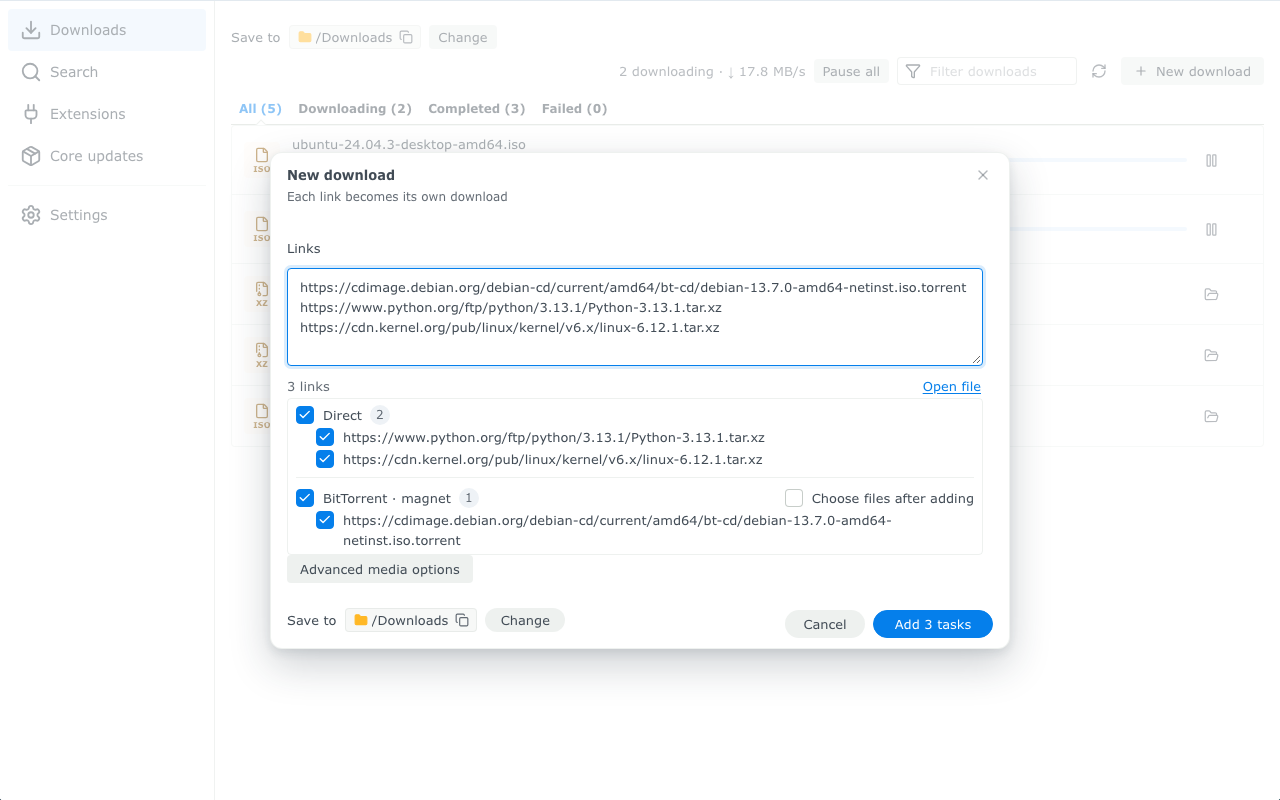 Downloads
Search
Extensions
Core updates
Settings
Save to /Downloads Change
2 downloading · ↓ 17.8 MB/s Pause all Filter downloads New download
All (5) Downloading (2) Completed (3) Failed (0)
ubuntu-24.04.3-desktop-amd64.iso
ISO
ISO
XZ
XZ
ISO
New download
Each link becomes its own download
Links
https://cdimage.debian.org/debian-cd/current/amd64/bt-cd/debian-13.7.0-amd64-netinst.iso.torrent
https://www.python.org/ftp/python/3.13.1/Python-3.13.1.tar.xz
https://cdn.kernel.org/pub/linux/kernel/v6.x/linux-6.12.1.tar.xz
3 links Open file
Direct 2
https://www.python.org/ftp/python/3.13.1/Python-3.13.1.tar.xz
https://cdn.kernel.org/pub/linux/kernel/v6.x/linux-6.12.1.tar.xz
BitTorrent · magnet 1 Choose files after adding
https://cdimage.debian.org/debian-cd/current/amd64/bt-cd/debian-13.7.0-amd64-
netinst.iso.torrent
Advanced media options
Save to /Downloads Change
Cancel Add 3 tasks